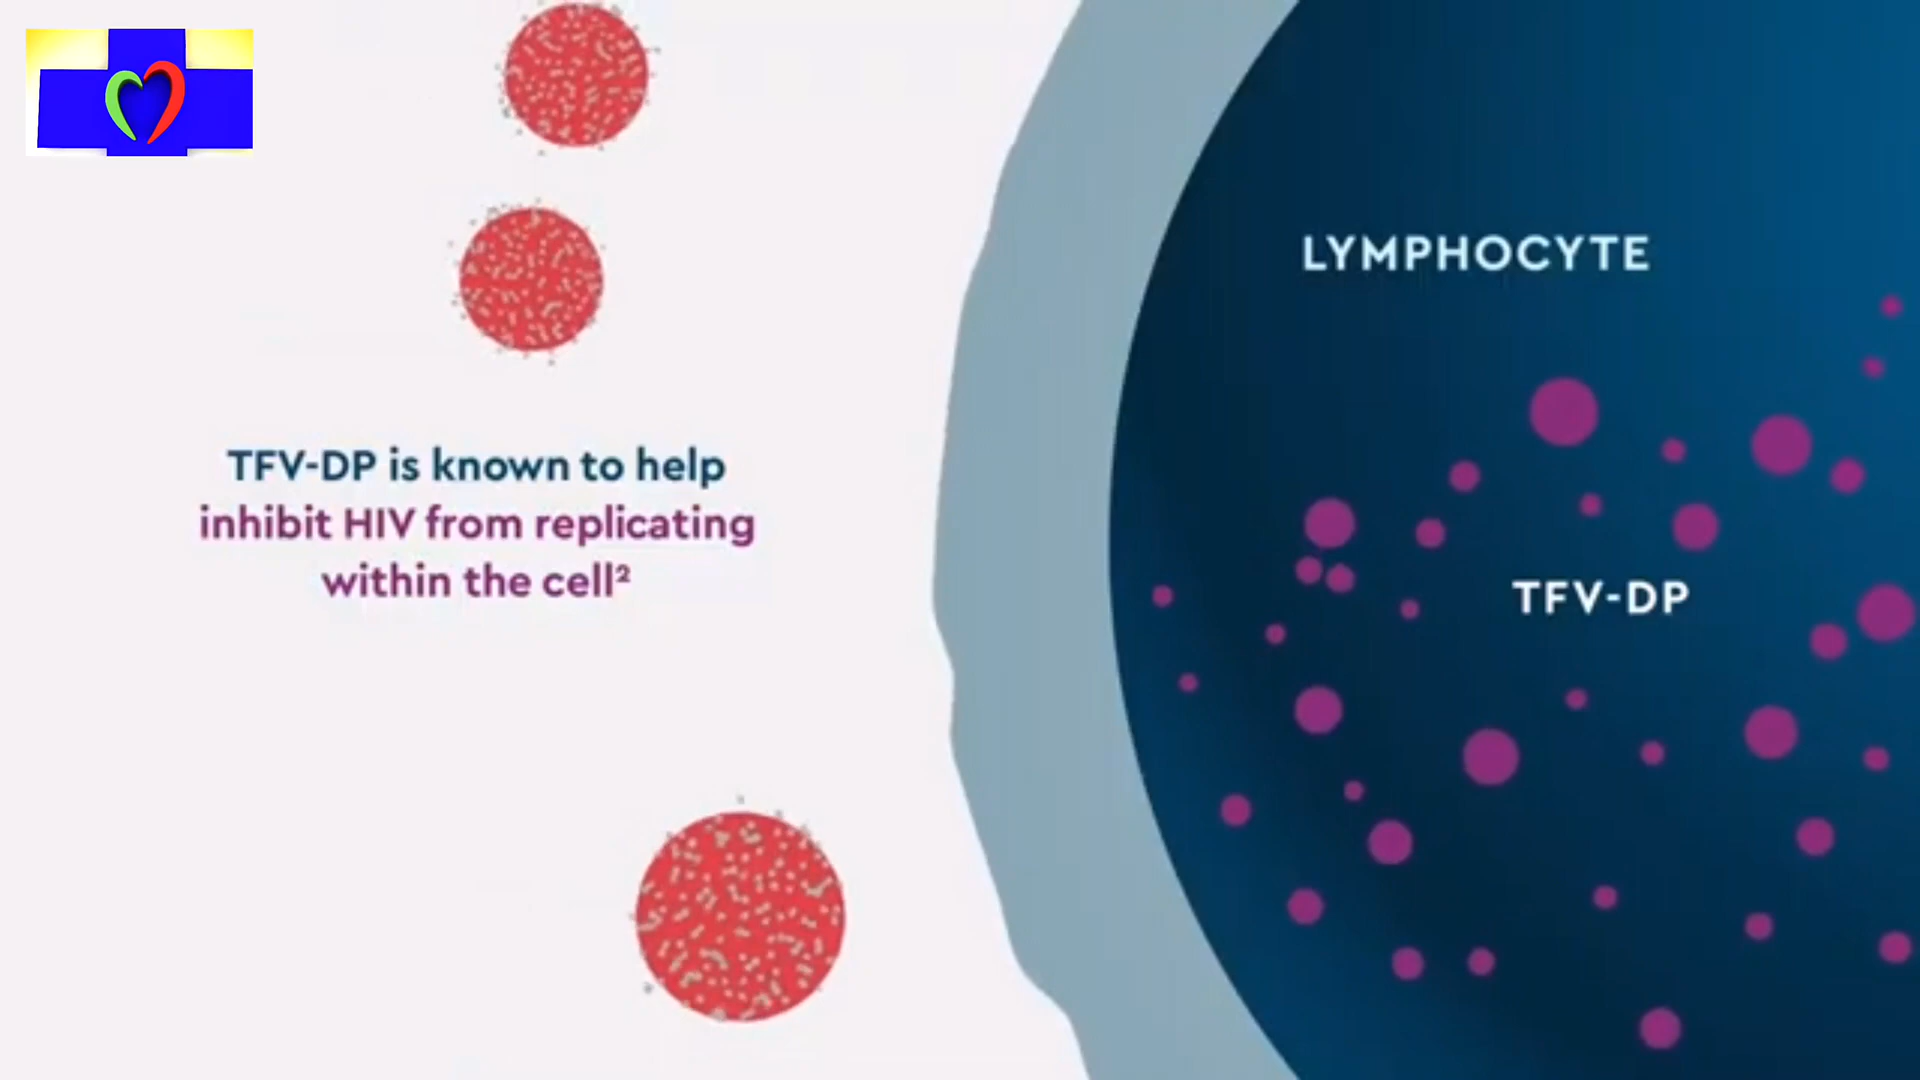 LYMPHOCYTE
TFV-DP is known to help
inhibit HIV from replicating
within the cell²
TFV-DP